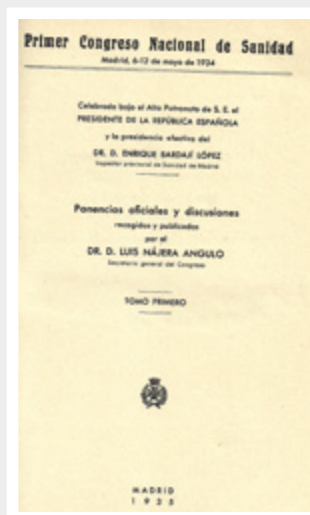 Primer Congreso Nacional de Sanidad
Madrid, 6-12 de mayo de 1934
Celebrado bajo el Alto Patronato de S. E. el
PRESIDENTE DE LA REPÚBLICA ESPAÑOLA
y la presidencia efectiva del
DR. D. ENRIQUE BARDAJÍ LÓPEZ
Inspector provincial de Sanidad de Madrid
Ponencias oficiales y discusiones
recogidas y publicadas
por el
DR. D. LUIS NÁJERA ANGULO
Secretario general del Congreso
TOMO PRIMERO
MADRID
1935